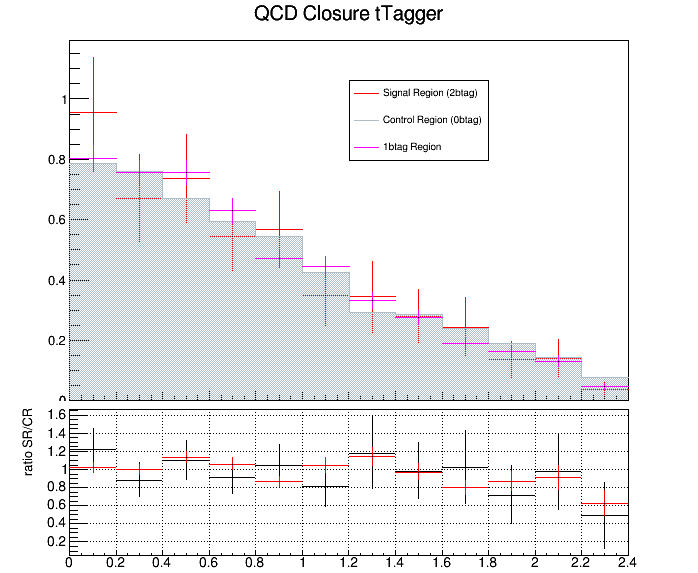 QCD Closure tTagger
1
0.8
0.6
0.4
0.2
0
Signal Region (2btag)
Control Region (0btag)
1btag Region
ratio SR/CR
1.6
1.4
1.2
1
0.8
0.6
0.4
0.2
0 0.2 0.4 0.6 0.8 1 1.2 1.4 1.6 1.8 2 2.2 2.4